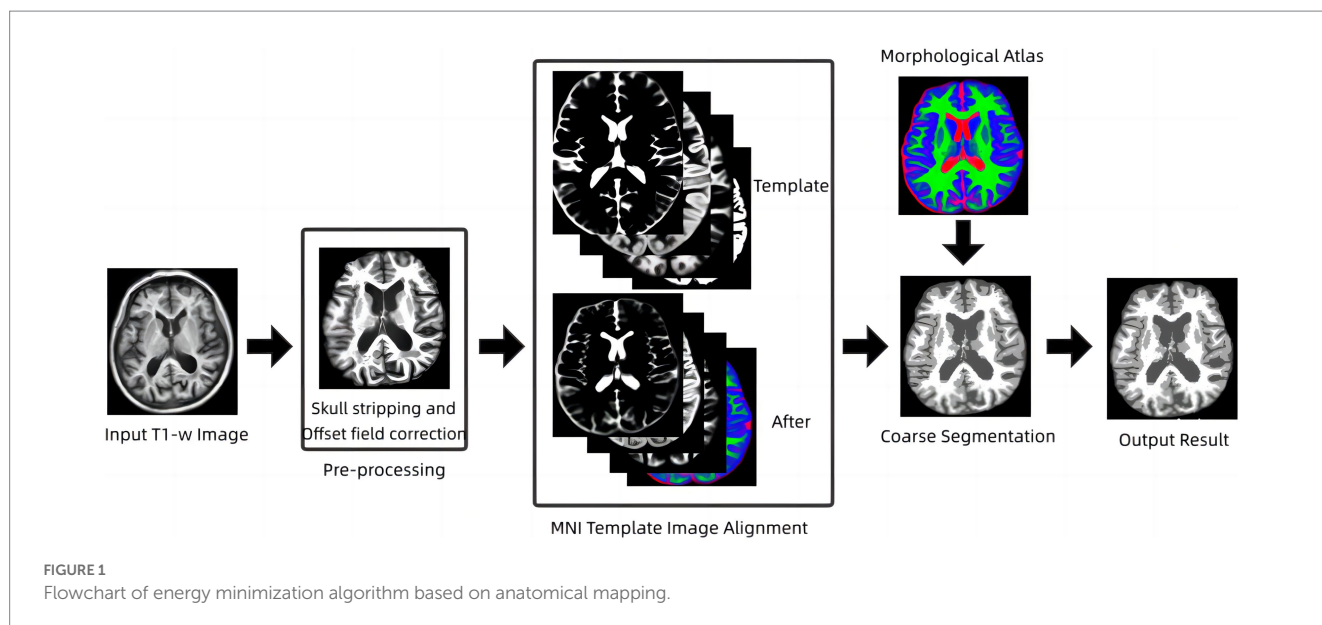 Morphological Atlas
Template
Input T1-w Image
Skull stripping and
Offset field correction
Pre-processing
After
MNI Template Image Alignment
Coarse Segmentation
Output Result
FIGURE 1
Flowchart of energy minimization algorithm based on anatomical mapping.